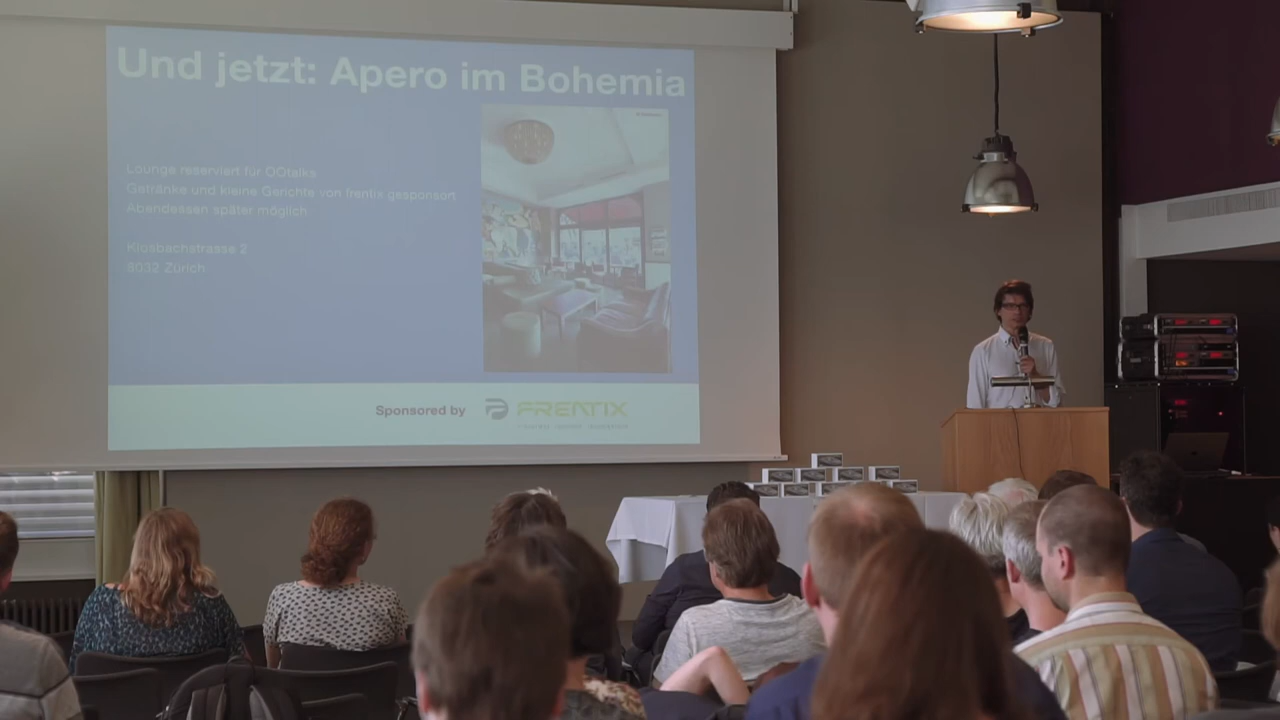 Und jetzt: Apero im Bohemia
Lounge reserviert für OOtalks
Getränke und kleine Gerichte von frentix gesponsort
Abendessen später möglich
Klosbachstrasse 2
8032 Zürich
Sponsored by FRENTIX